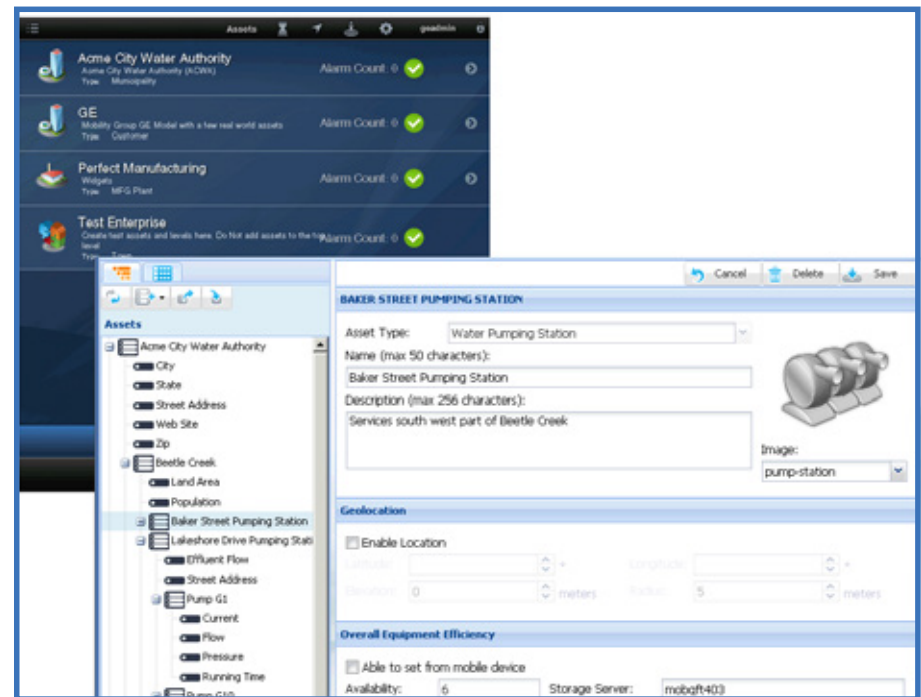 Assets geadmin
Acme City Water Authority
Acme City Water Authority (ACWA)
Type Municipality
Alarm Count: 0
GE
Mobility Group GE Model with a few real world assets
Type Customer
Alarm Count: 0
Perfect Manufacturing
Widgets
Type MFG Plant
Alarm Count: 0
Test Enterprise
Create test assets and levels here. Do Not add assets to the top
level
Alarm Count: 0
Type Town
Cancel Delete Save
Assets
Acme City Water Authority
City
State
Street Address
Web Site
Zip
Beetle Creek
Land Area
Population
Baker Street Pumping Station
Lakeshore Drive Pumping Stati
Effluent Flow
Street Address
Pump G1
Current
Flow
Pressure
Running Time
Pump G10
BAKER STREET PUMPING STATION
Asset Type: Water Pumping Station
Name (max 50 characters):
Baker Street Pumping Station
Description (max 256 characters):
Services south west part of Beetle Creek
Image:
pump-station
Geolocation
Enable Location
Latitude: ° Longitude: °
Elevation: 0 meters Radius: 5 meters
Overall Equipment Efficiency
Able to set from mobile device
Availability: 6 Storage Server: mobqft403